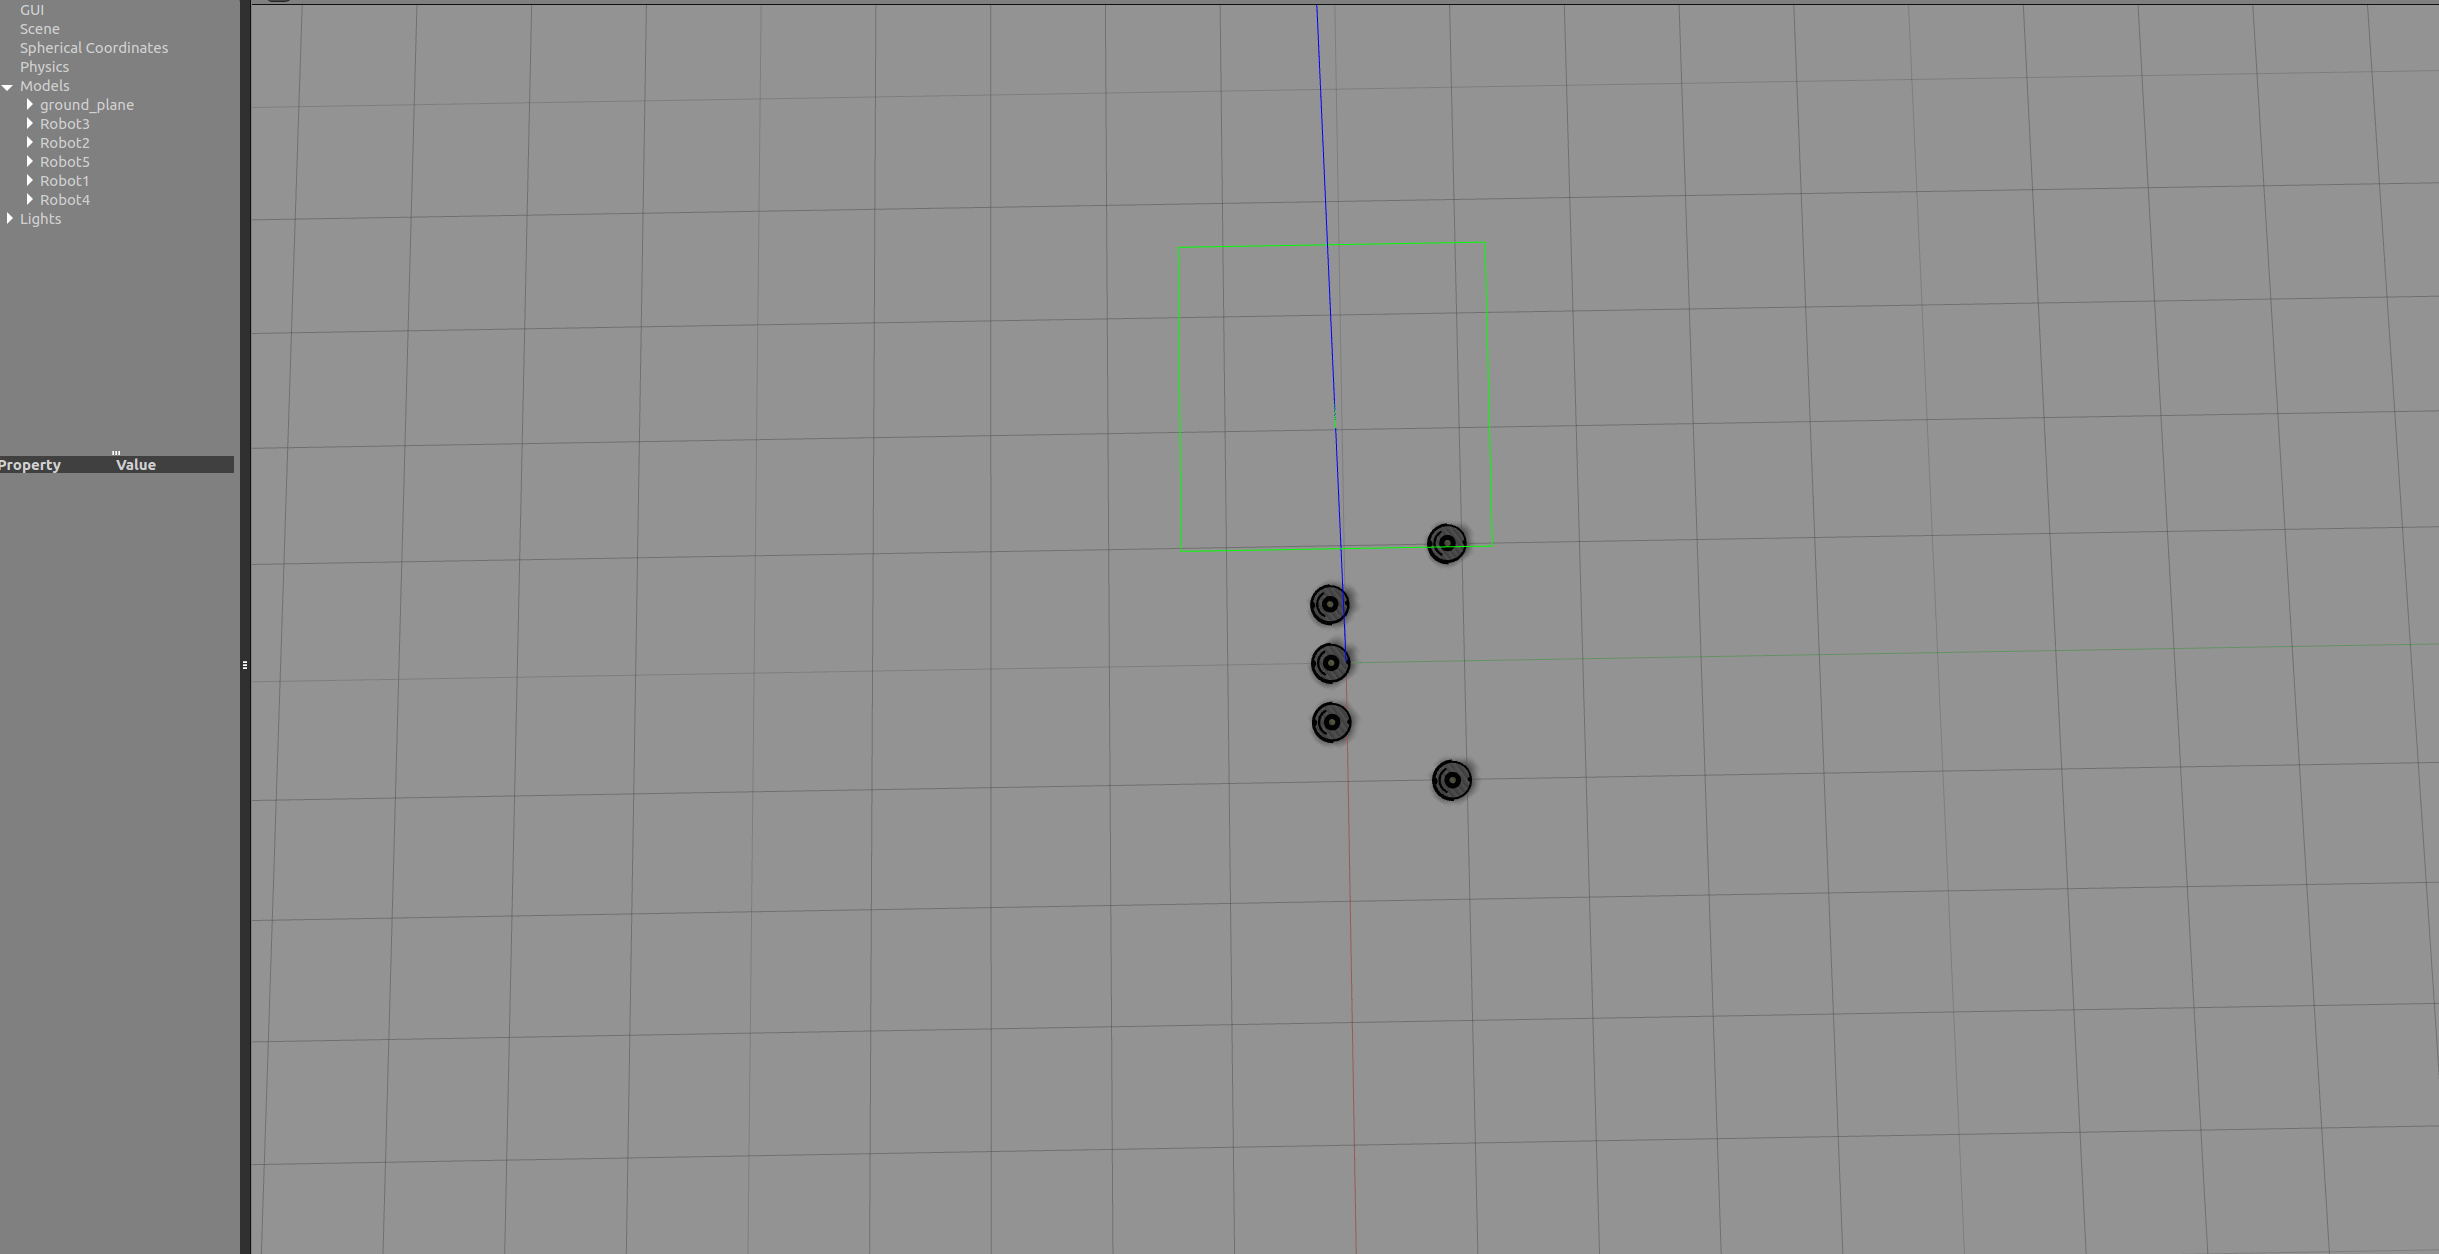 GUI
Scene
Spherical Coordinates
Physics
Models
ground_plane
Robot3
Robot2
Robot5
Robot1
Robot4
Lights
Property Value